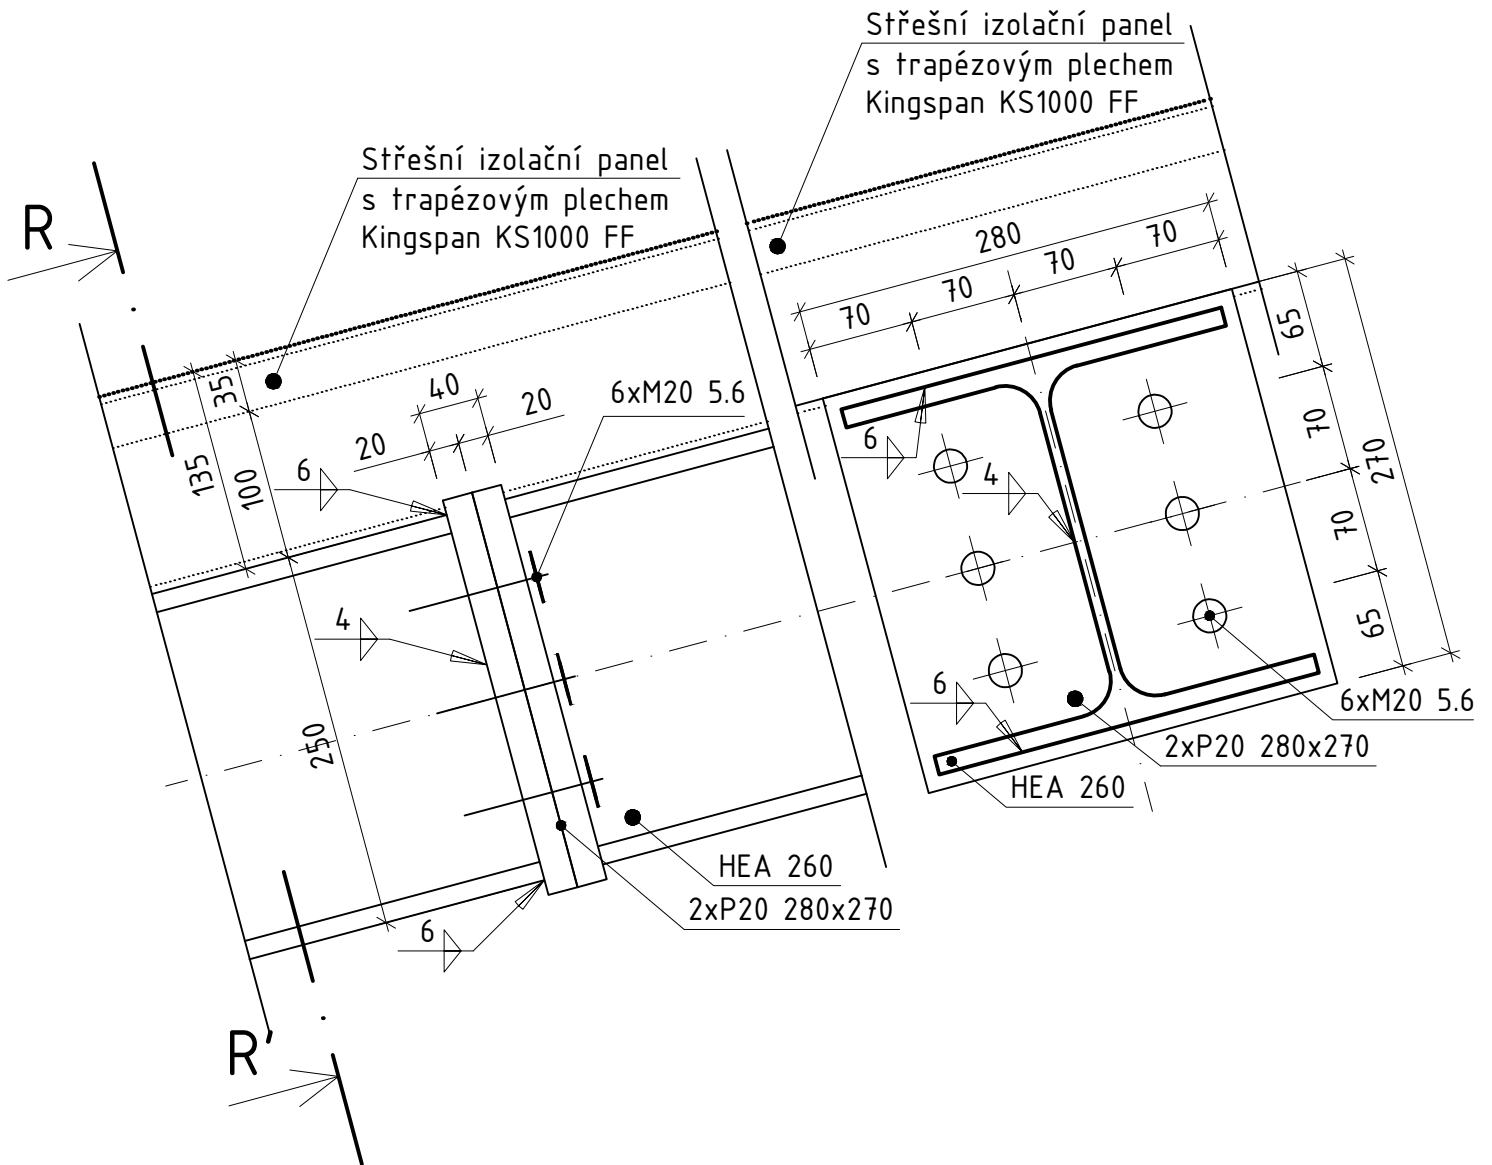 Střešní izolační panel
s trapézovým plechem
Kingspan KS1000 FF
Střešní izolační panel
s trapézovým plechem
Kingspan KS1000 FF
R
280
70
70
70
70
65
70
270
70
65
35
135
100
40
20
20
6xM20 5.6
6
6
4
4
6
250
6xM20 5.6
2xP20 280x270
HEA 260
HEA 260
2xP20 280x270
6
R'